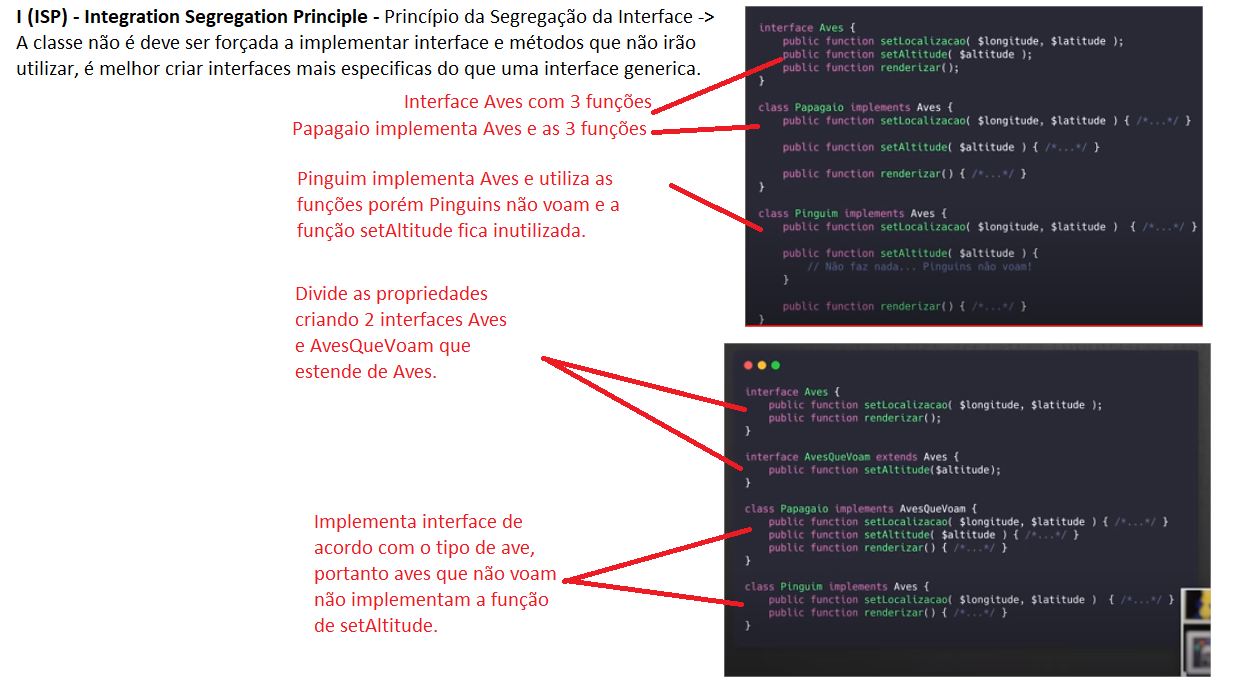 I (ISP) - Integration Segregation Principle - Princípio da Segregação da Interface ->
A classe não é deve ser forçada a implementar interface e métodos que não irão
utilizar, é melhor criar interfaces mais especificas do que uma interface generica.
Interface Aves com 3 funções
Papagaio implementa Aves e as 3 funções
Pinguim implementa Aves e utiliza as
funções porém Pinguins não voam e a
função setAltitude fica inutilizada.
Divide as propriedades
criando 2 interfaces Aves
e AvesQueVoam que
estende de Aves.
Implementa interface de
acordo com o tipo de ave,
portanto aves que não voam
não implementam a função
de setAltitude.
interface Aves {
public function setLocalizacao( $longitude, $latitude );
public function setAltitude( $altitude );
public function renderizar();
}
class Papagaio implements Aves {
public function setLocalizacao( $longitude, $latitude ) { /*...*/ }
public function setAltitude( $altitude ) { /*...*/ }
public function renderizar() { /*...*/ }
}
class Pinguim implements Aves {
public function setLocalizacao( $longitude, $latitude ) { /*...*/ }
public function setAltitude( $altitude ) {
// Não faz nada... Pinguins não voam!
}
public function renderizar() { /*...*/ }
}
interface Aves {
public function setLocalizacao( $longitude, $latitude );
public function renderizar();
}
interface AvesQueVoam extends Aves {
public function setAltitude($altitude);
}
class Papagaio implements AvesQueVoam {
public function setLocalizacao( $longitude, $latitude ) { /*...*/ }
public function setAltitude( $altitude ) { /*...*/ }
public function renderizar() { /*...*/ }
}
class Pinguim implements Aves {
public function setLocalizacao( $longitude, $latitude ) { /*...*/ }
public function renderizar() { /*...*/ }
}